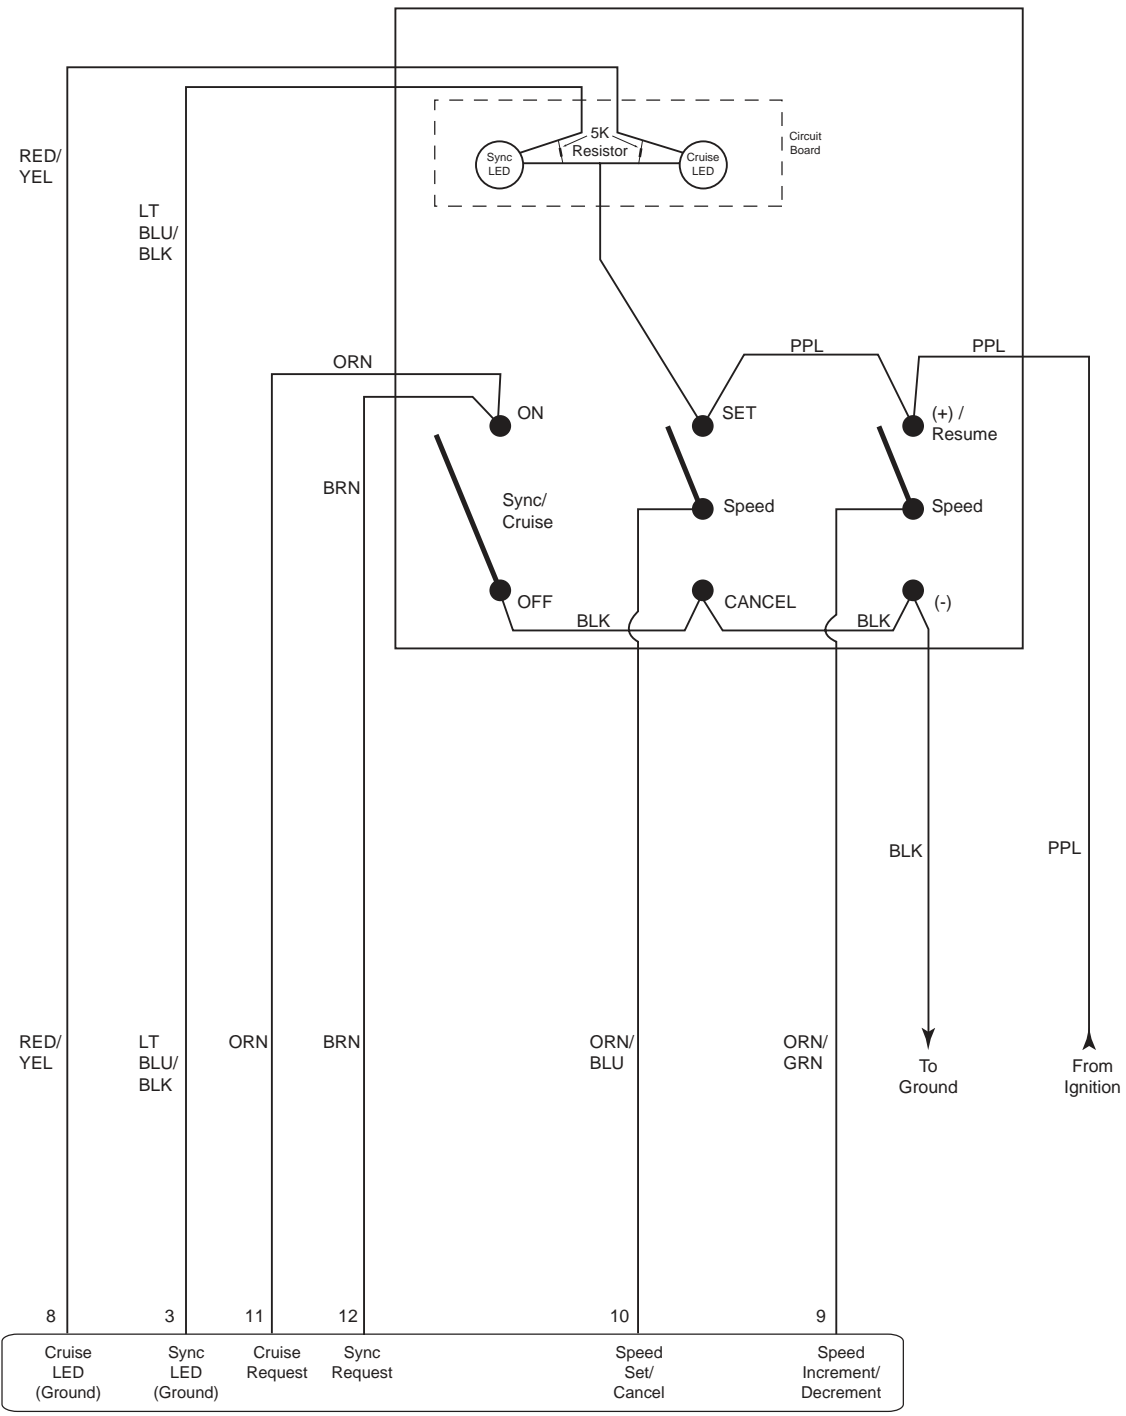 5K
Resistor
Sync
LED
Cruise
LED
Circuit
Board
RED/
YEL
LT
BLU/
BLK
ORN
PPL
PPL
ON
SET
(+) /
Resume
BRN
Sync/
Cruise
Speed
Speed
OFF
CANCEL
(-)
BLK
BLK
BLK
PPL
RED/
YEL
LT
BLU/
BLK
ORN
BRN
ORN/
BLU
ORN/
GRN
To
Ground
From
Ignition
8
3
11
12
10
9
Cruise
LED
(Ground)
Sync
LED
(Ground)
Cruise
Request
Sync
Request
Speed
Set/
Cancel
Speed
Increment/
Decrement